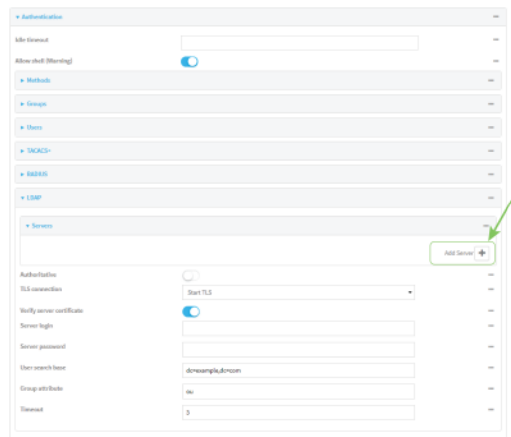 Authentication
Idle timeout
Allow shell (Warning)
Methods
Groups
Users
TACACS+
RADIUS
LDAP
Servers
Add Server
Authoritative
TLS connection Start TLS
Verify server certificate
Server login
Server password
User search base dc=example,dc=com
Group attribute ou
Timeout 5